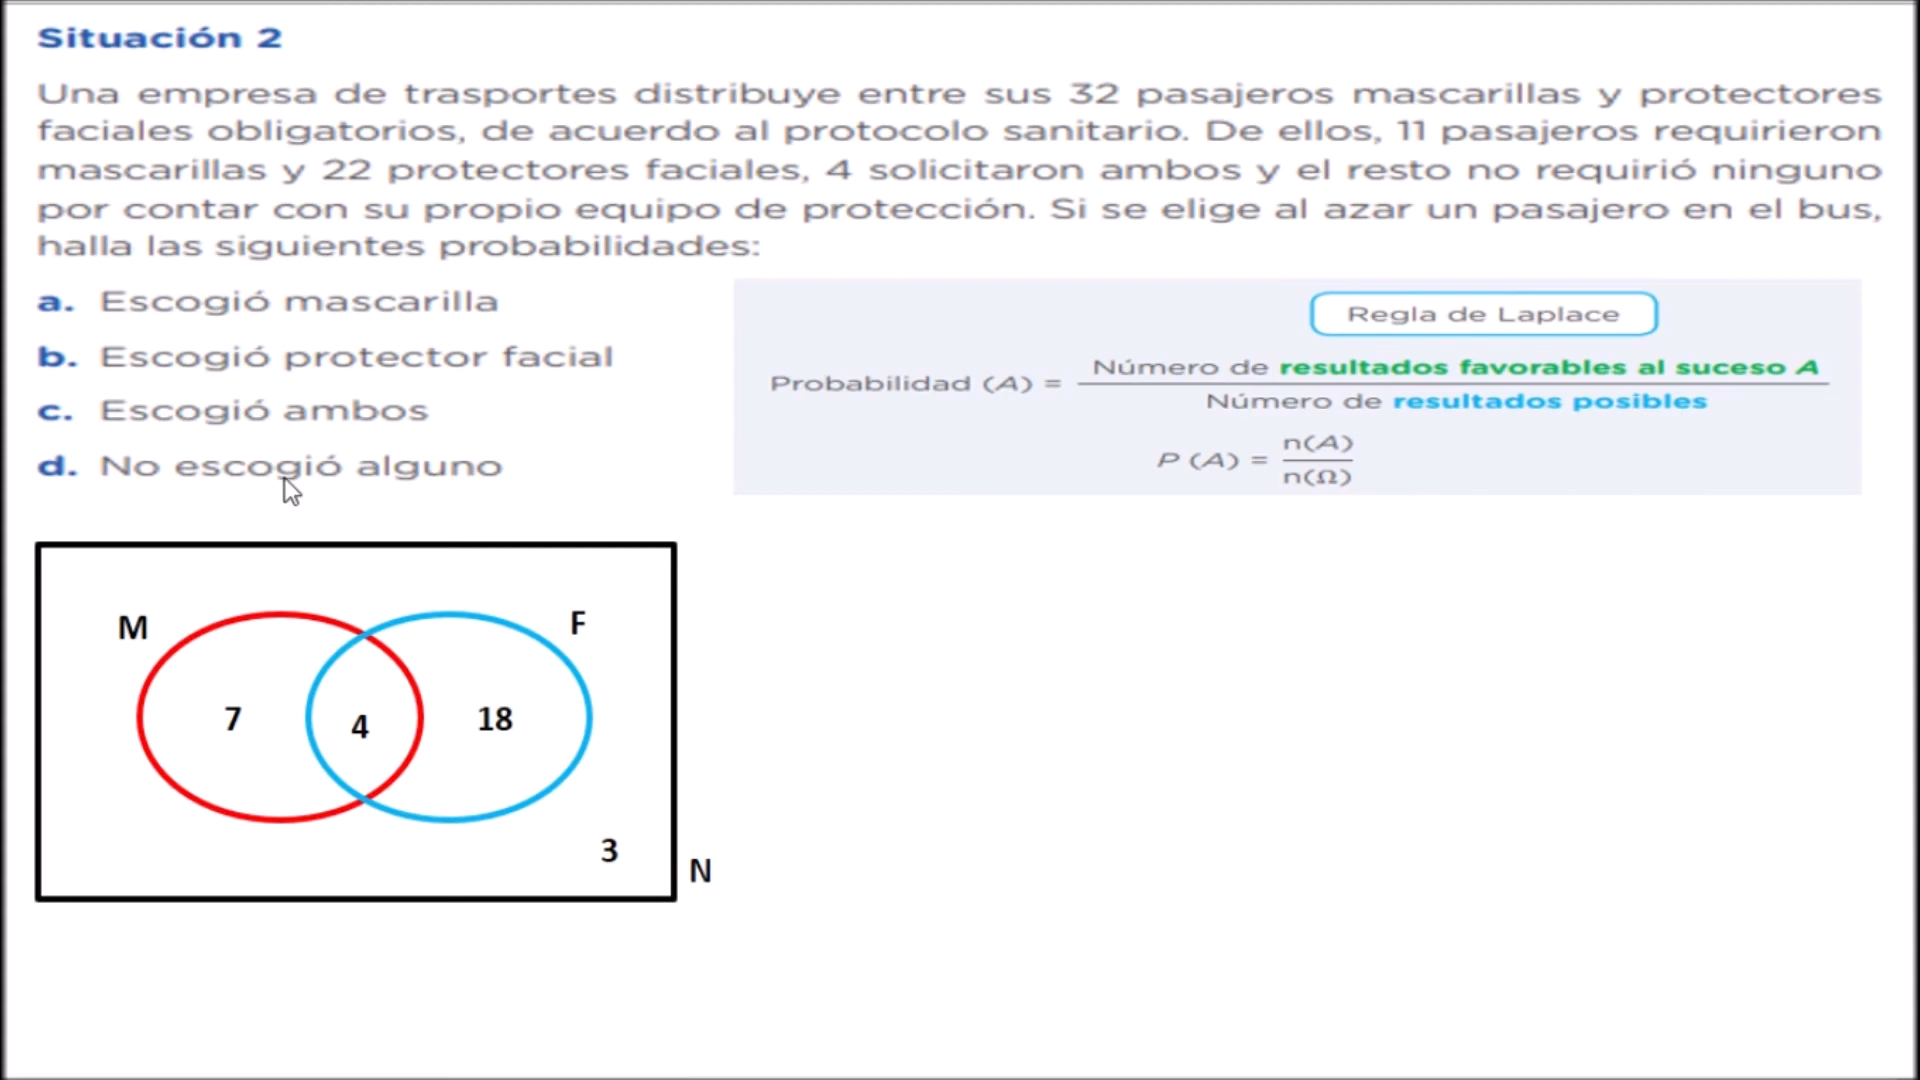 Situación 2
Una empresa de trasportes distribuye entre sus 32 pasajeros mascarillas y protectores
faciales obligatorios, de acuerdo al protocolo sanitario. De ellos, 11 pasajeros requirieron
mascarillas y 22 protectores faciales, 4 solicitaron ambos y el resto no requirió ninguno
por contar con su propio equipo de protección. Si se elige al azar un pasajero en el bus,
halla las siguientes probabilidades:
a. Escogió mascarilla
b. Escogió protector facial
c. Escogió ambos
d. No escogió alguno
Regla de Laplace
Número de resultados favorables al suceso A
Probabilidad (A) =
Número de resultados posibles
n(A)
P (A) =
n(Ω)
M
F
7
4
18
3
N